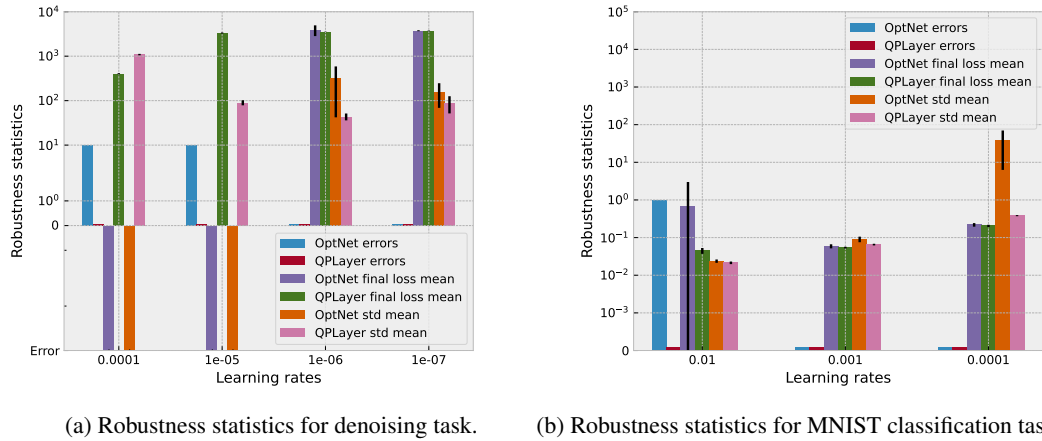 10^4
10^3
10^2
10^1
10^0
0
Error
Robustness statistics
OptNet errors
QPLayer errors
OptNet final loss mean
QPLayer final loss mean
OptNet std mean
QPLayer std mean
0.0001 1e-05 1e-06 1e-07
Learning rates
(a) Robustness statistics for denoising task.
10^5
10^4
10^3
10^2
10^1
10^0
10^-1
10^-2
10^-3
0
Robustness statistics
OptNet errors
QPLayer errors
OptNet final loss mean
QPLayer final loss mean
OptNet std mean
QPLayer std mean
0.01 0.001 0.0001
Learning rates
(b) Robustness statistics for MNIST classification tas